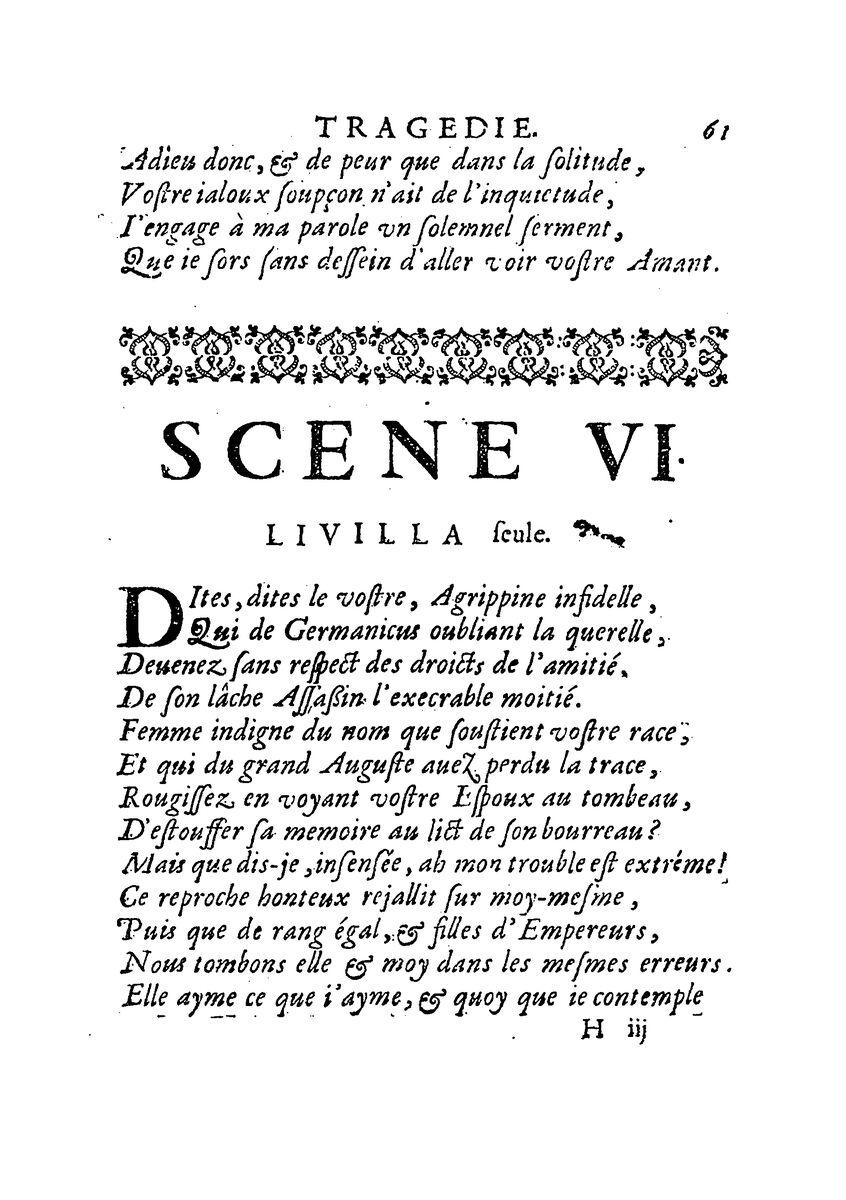 TRAGEDIE. 61
Adieu donc, & de peur que dans la ſolitude,
Voſtre ialoux ſoupçon n'ait de l'inquietude,
I'engage à ma parole vn ſolemnel ſerment,
Que ie ſors ſans deſſein d'aller voir voſtre Amant.
SCENE VI.
LIVILLA ſeule.
DItes, dites le voſtre, Agrippine infidelle,
Qui de Germanicus oubliant la querelle,
Deuenez ſans reſpect des droicts de l'amitié,
De ſon lâche Aſſaßin l'execrable moitié.
Femme indigne du nom que ſouſtient voſtre race,
Et qui du grand Auguſte auez perdu la trace,
Rougiſſez en voyant voſtre Eſpoux au tombeau,
D'eſtouffer ſa memoire au lict de ſon bourreau?
Mais que dis-je, inſenſée, ah mon trouble eſt extréme!
Ce reproche honteux rejallit ſur moy-meſme,
Puis que de rang égal, & filles d'Empereurs,
Nous tombons elle & moy dans les meſmes erreurs.
Elle ayme ce que i'ayme, & quoy que ie contemple
H iij